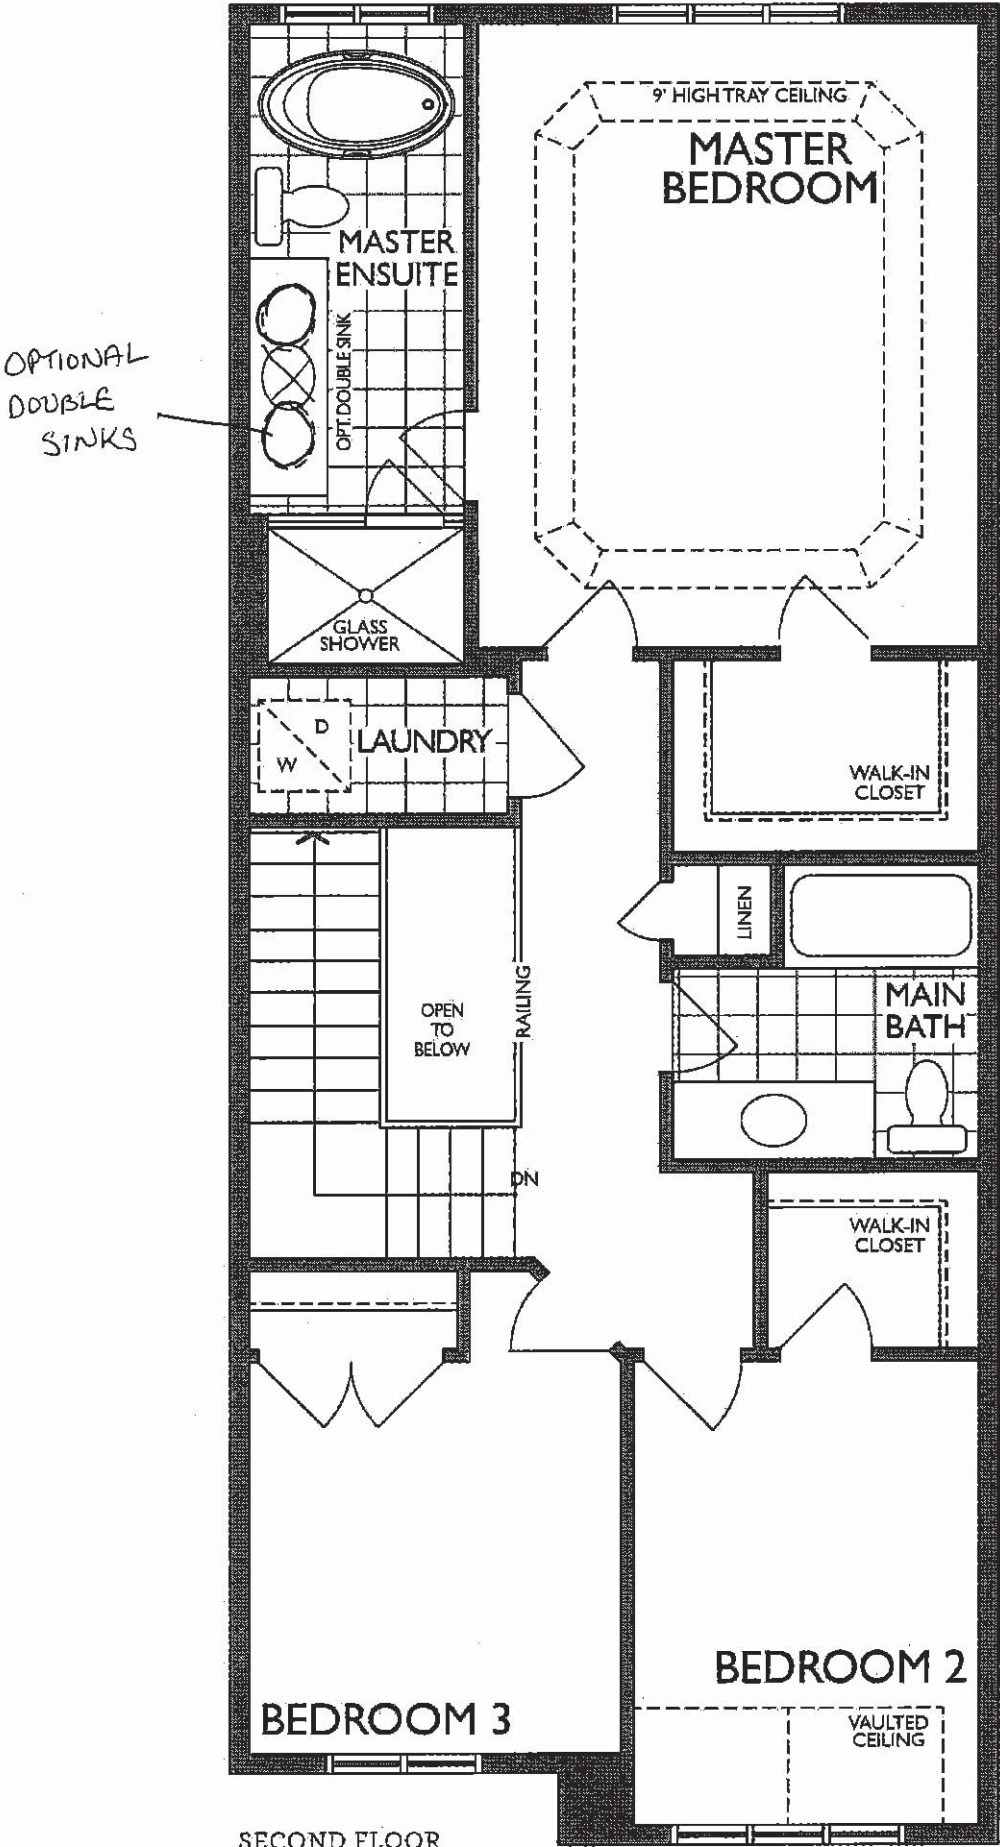 9' HIGH TRAY CEILING
MASTER
BEDROOM
MASTER
ENSUITE
OPT. DOUBLE SINK
OPTIONAL
DOUBLE
SINKS
GLASS
SHOWER
D
W
LAUNDRY
WALK-IN
CLOSET
LINEN
RAILING
OPEN
TO
BELOW
MAIN
BATH
DN
WALK-IN
CLOSET
BEDROOM 2
VAULTED
CEILING
BEDROOM 3
SECOND FLOOR